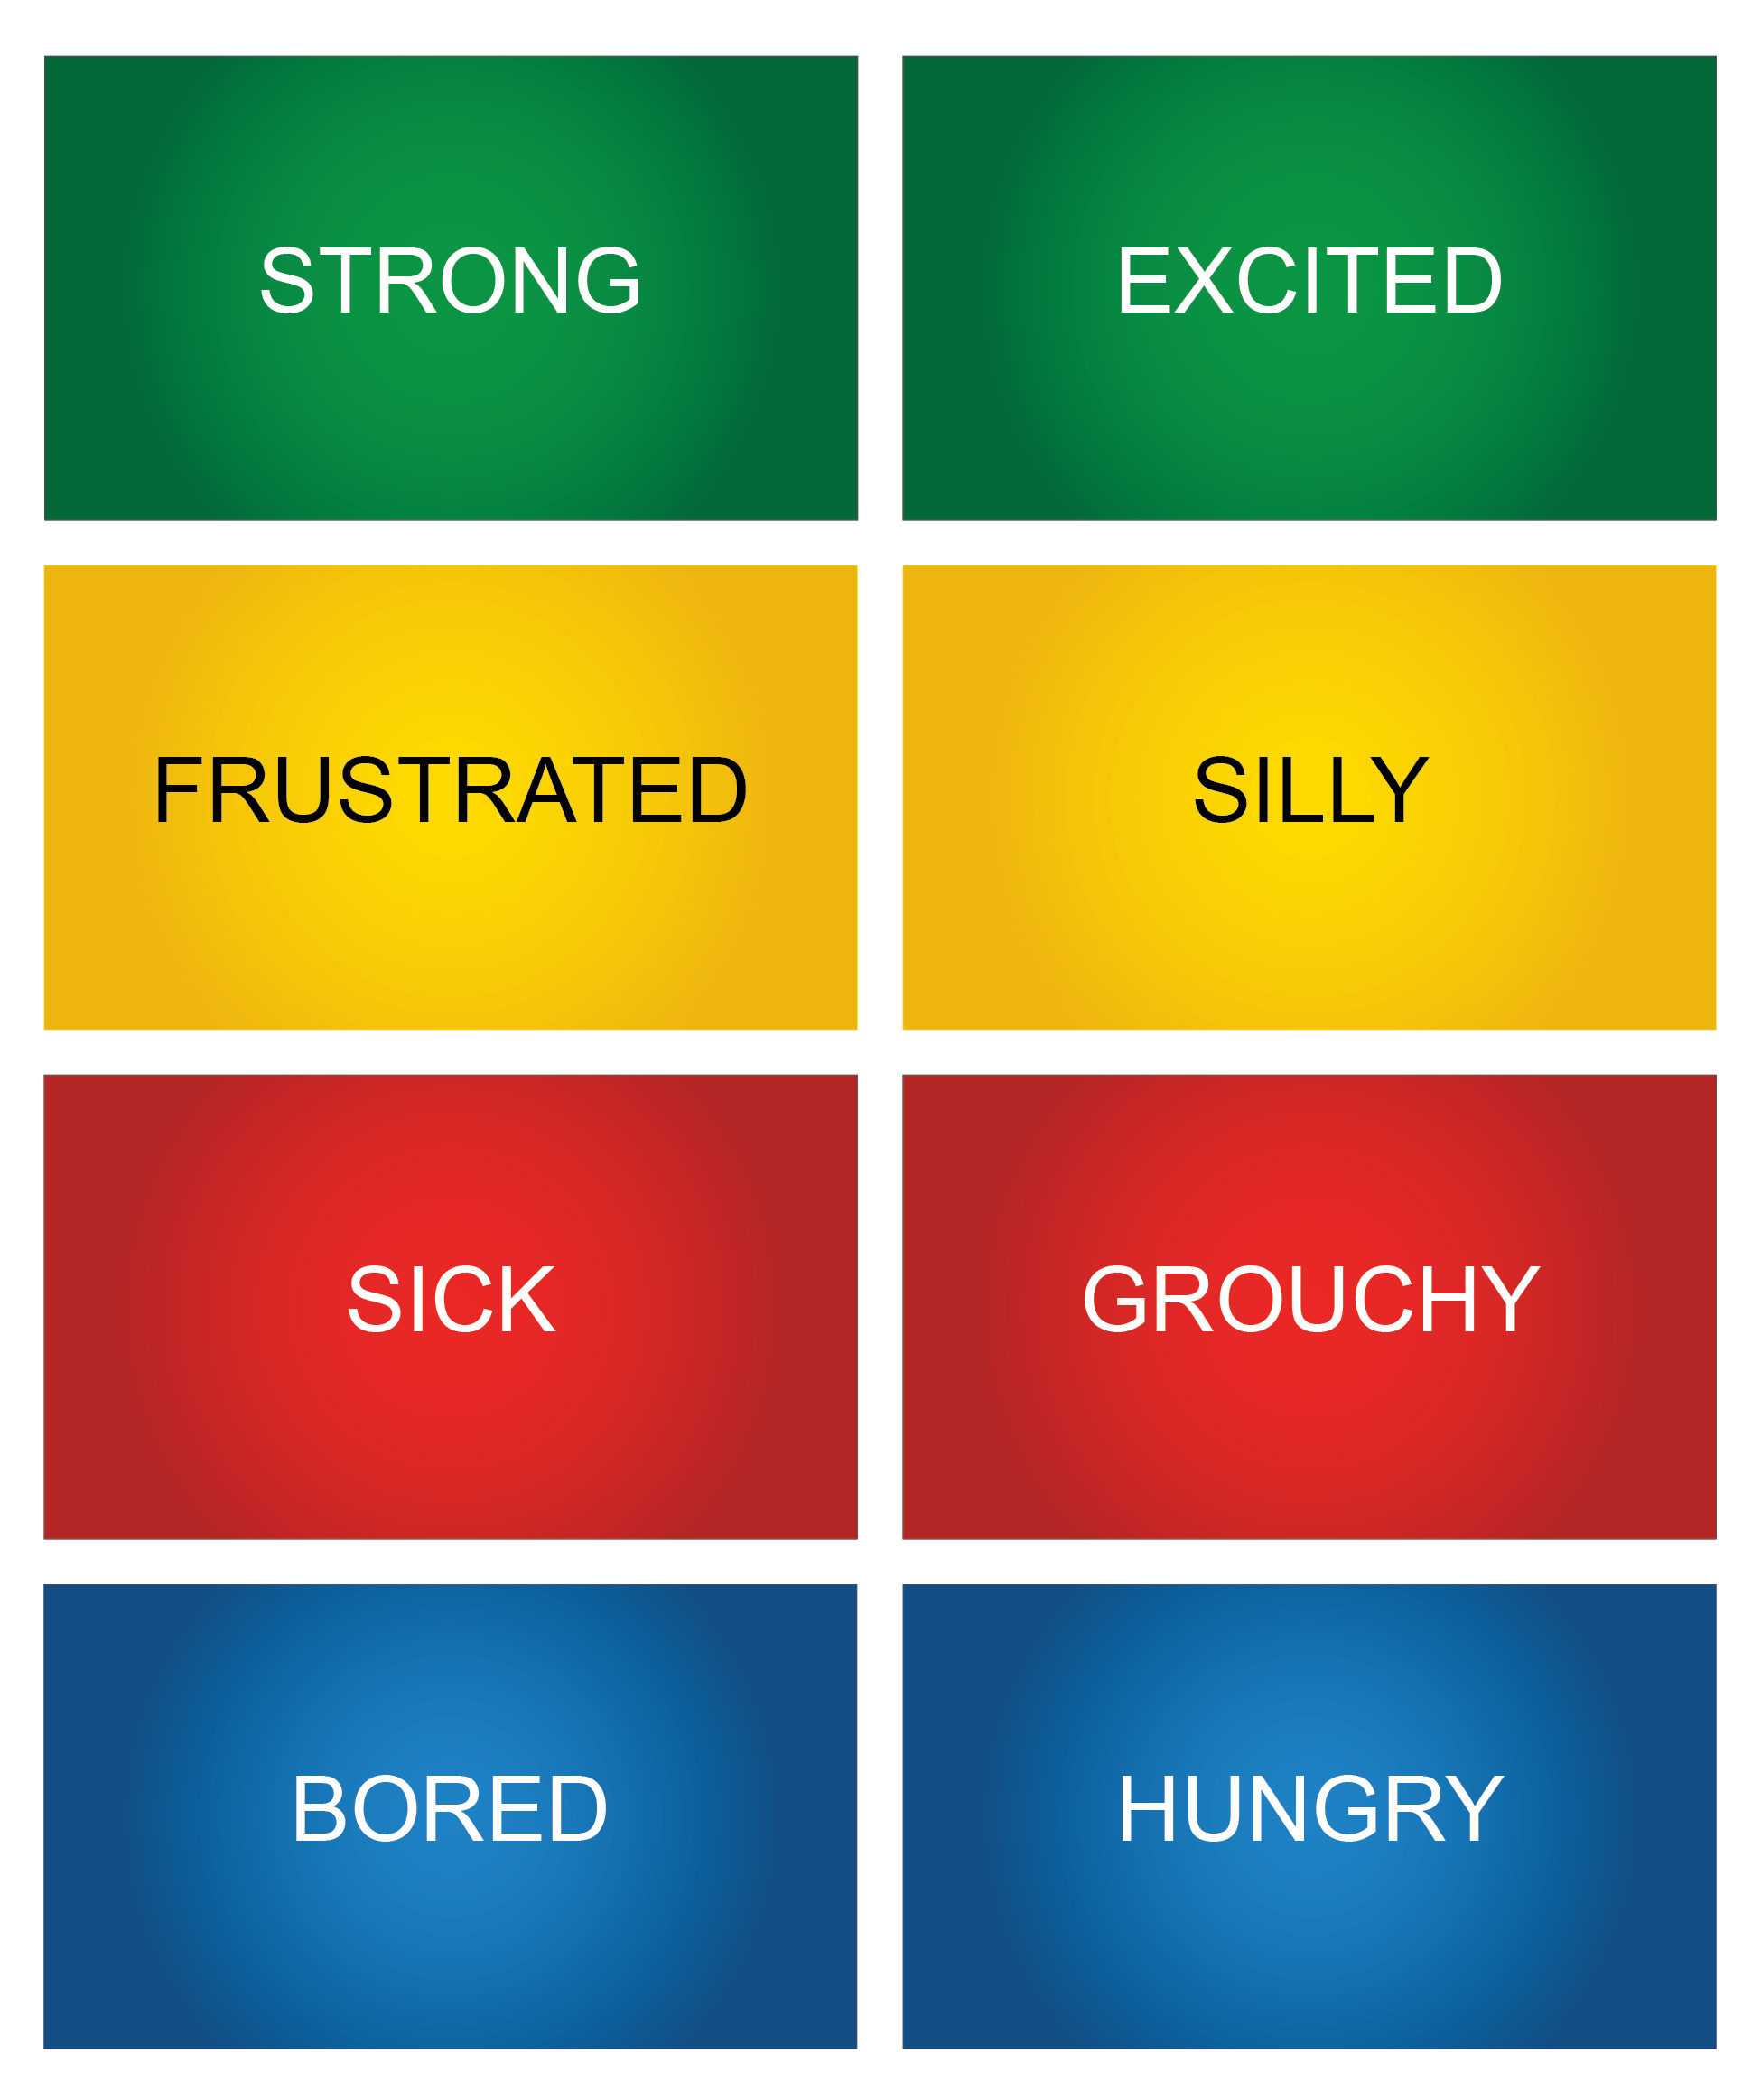 STRONG
EXCITED
FRUSTRATED
SILLY
SICK
GROUCHY
BORED
HUNGRY